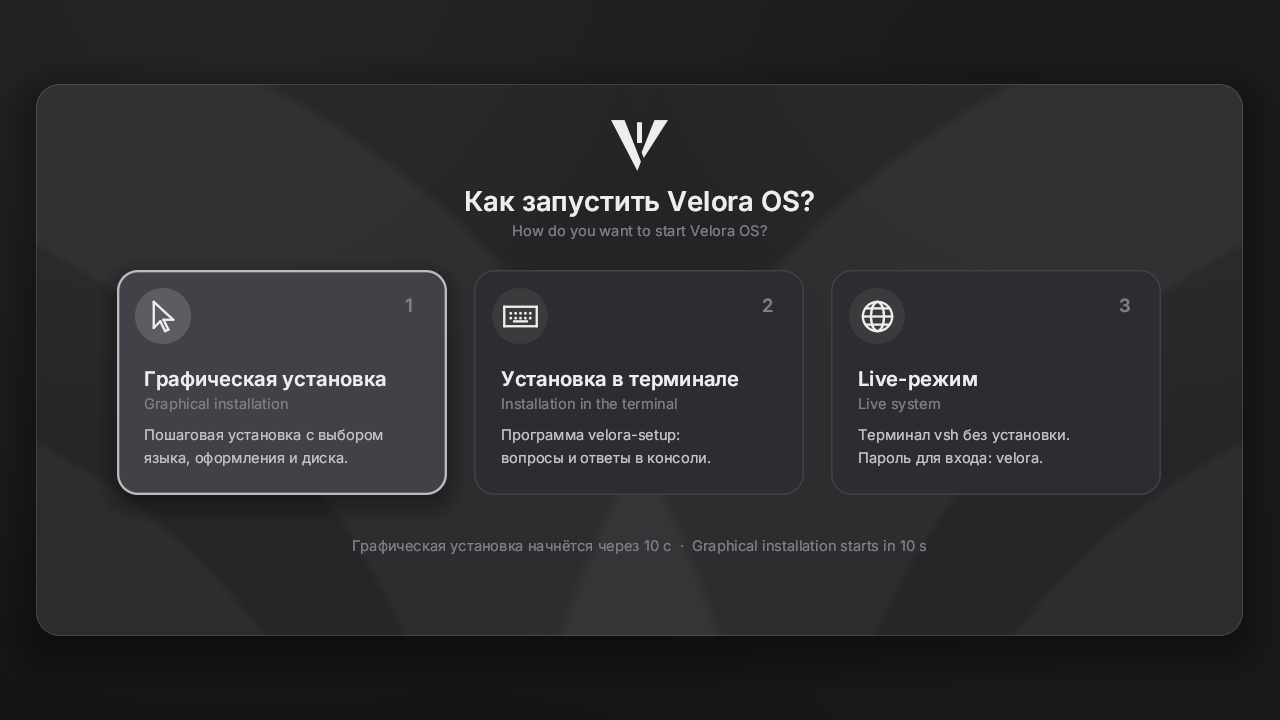 Как запустить Velora OS?
How do you want to start Velora OS?
1
Графическая установка
Graphical installation
Пошаговая установка с выбором
языка, оформления и диска.
2
Установка в терминале
Installation in the terminal
Программа velora-setup:
вопросы и ответы в консоли.
3
Live-режим
Live system
Терминал vsh без установки.
Пароль для входа: velora.
Графическая установка начнётся через 10 с · Graphical installation starts in 10 s